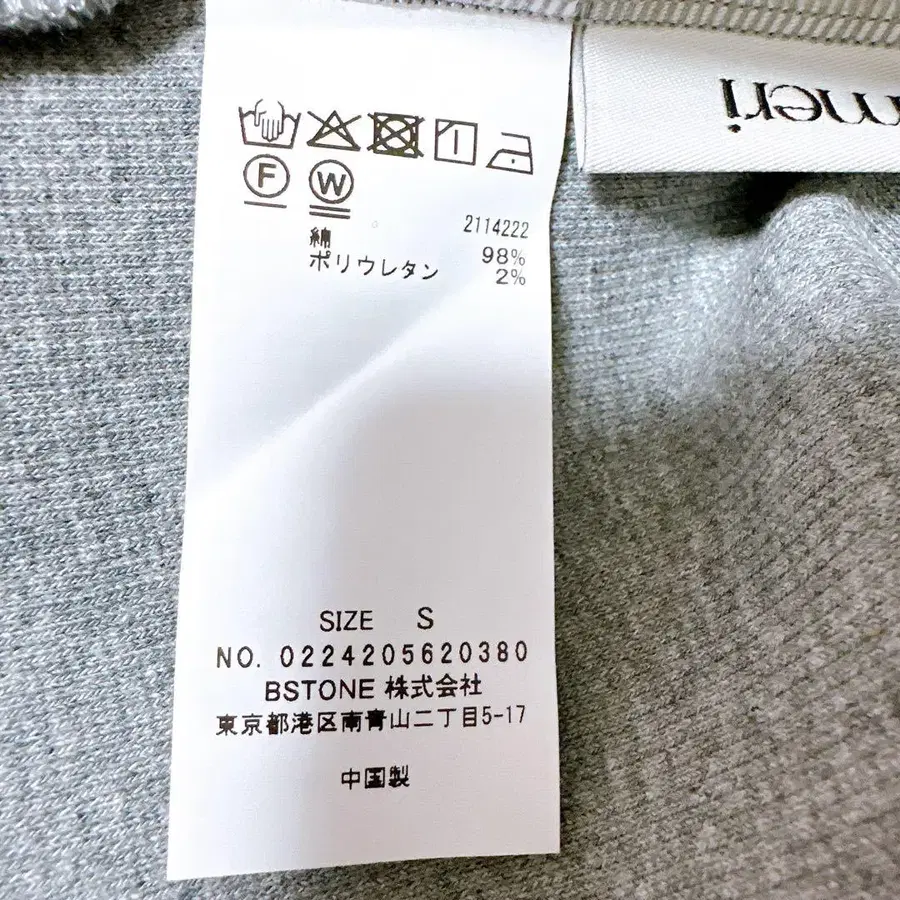 meri
F W
2114222
綿 98%
ポリウレタン 2%
SIZE S
NO. 0224205620380
BSTONE 株式会社
東京都港区南青山二丁目5-17
中国製